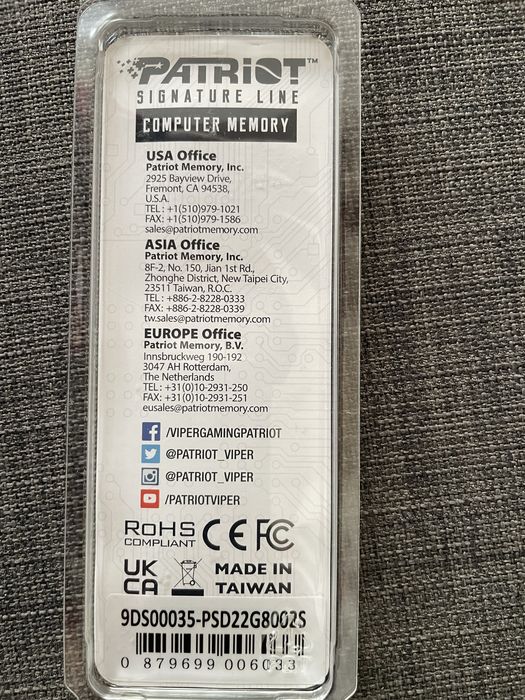 PATRIOT™
SIGNATURE LINE
COMPUTER MEMORY
USA Office
Patriot Memory, Inc.
2925 Bayview Drive,
Fremont, CA 94538,
U.S.A.
TEL : +1(510)979-1021
FAX: +1(510)979-1586
sales@patriotmemory.com
ASIA Office
Patriot Memory, Inc.
8F-2, No. 150, Jian 1st Rd.,
Zhonghe District, New Taipei City,
23511 Taiwan, R.O.C.
TEL : +886-2-8228-0333
FAX: +886-2-8228-0339
tw.sales@patriotmemory.com
EUROPE Office
Patriot Memory, B.V.
Innsbruckweg 190-192
3047 AH Rotterdam,
The Netherlands
TEL : +31(0)10-2931-250
FAX: +31(0)10-2931-251
eusales@patriotmemory.com
/VIPERGAMINGPATRIOT
@PATRIOT_VIPER
@PATRIOT_VIPER
/PATRIOTVIPER
RoHS
COMPLIANT
CE FC
UK
CA
MADE IN
TAIWAN
9DS00035-PSD22G8002S
0 879699 006033